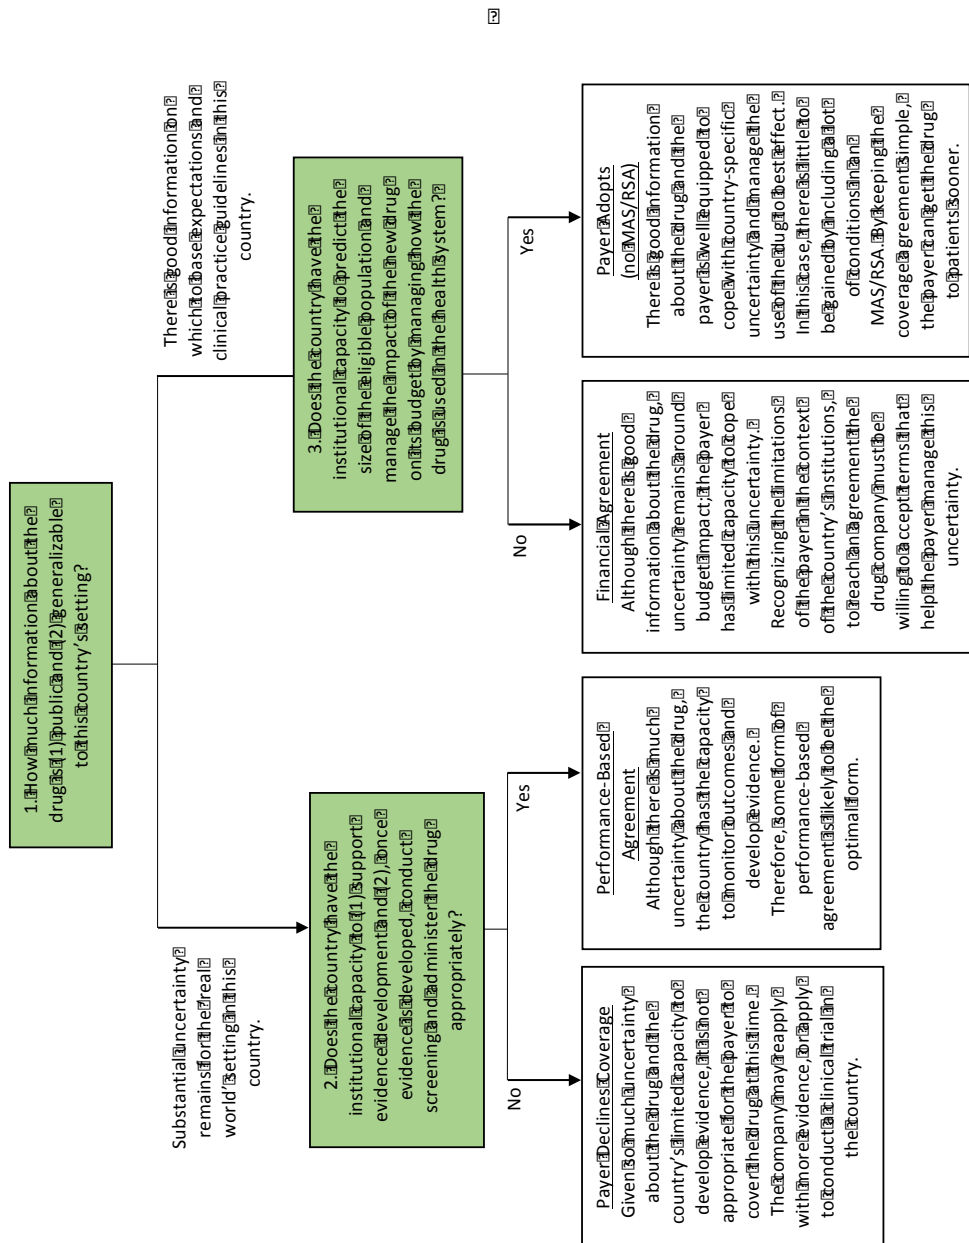 1. How much information about the
drug is (1) public and (2) generalizable
to this country's setting?
Substantial uncertainty
remains for the 'real
world' setting in this
country.
There is good information on
which to base expectations and
clinical practice guidelines in this
country.
2. Does the country have the
institutional capacity to (1) support
evidence development and (2), once
evidence is developed, conduct
screening and administer the drug
appropriately?
3. Does the country have the
institutional capacity to predict the
size of the eligible population and
manage the impact of the new drug
on its budget by managing how the
drug is used in the health system?
No
Yes
No
Yes
Payer Declines Coverage
Given so much uncertainty
about the drug and the
country's limited capacity to
develop evidence, it is not
appropriate for the payer to
cover the drug at this time.
The company may reapply
with more evidence, or apply
to conduct a clinical trial in
the country.
Performance-Based
Agreement
Although there is much
uncertainty about the drug,
the country has the capacity
to monitor outcomes and
develop evidence.
Therefore, some form of
performance-based
agreement is likely to be the
optimal form.
Financial Agreement
Although there is good
information about the drug,
uncertainty remains around
budget impact; the payer
has limited capacity to cope
with this uncertainty.
Recognizing the limitations
of the payer in the context
of the country's institutions,
to reach an agreement the
drug company must be
willing to accept terms that
help the payer manage this
uncertainty.
Payer Adopts
(no MAS/RSA)
There is good information
about the drug and the
payer is well equipped to
cope with country-specific
uncertainty and manage the
use of the drug to best effect.
In this case, there is little to
be gained by including a lot
of conditions in an
MAS/RSA. By keeping the
coverage agreement simple,
the payer can get the drug
to patients sooner.